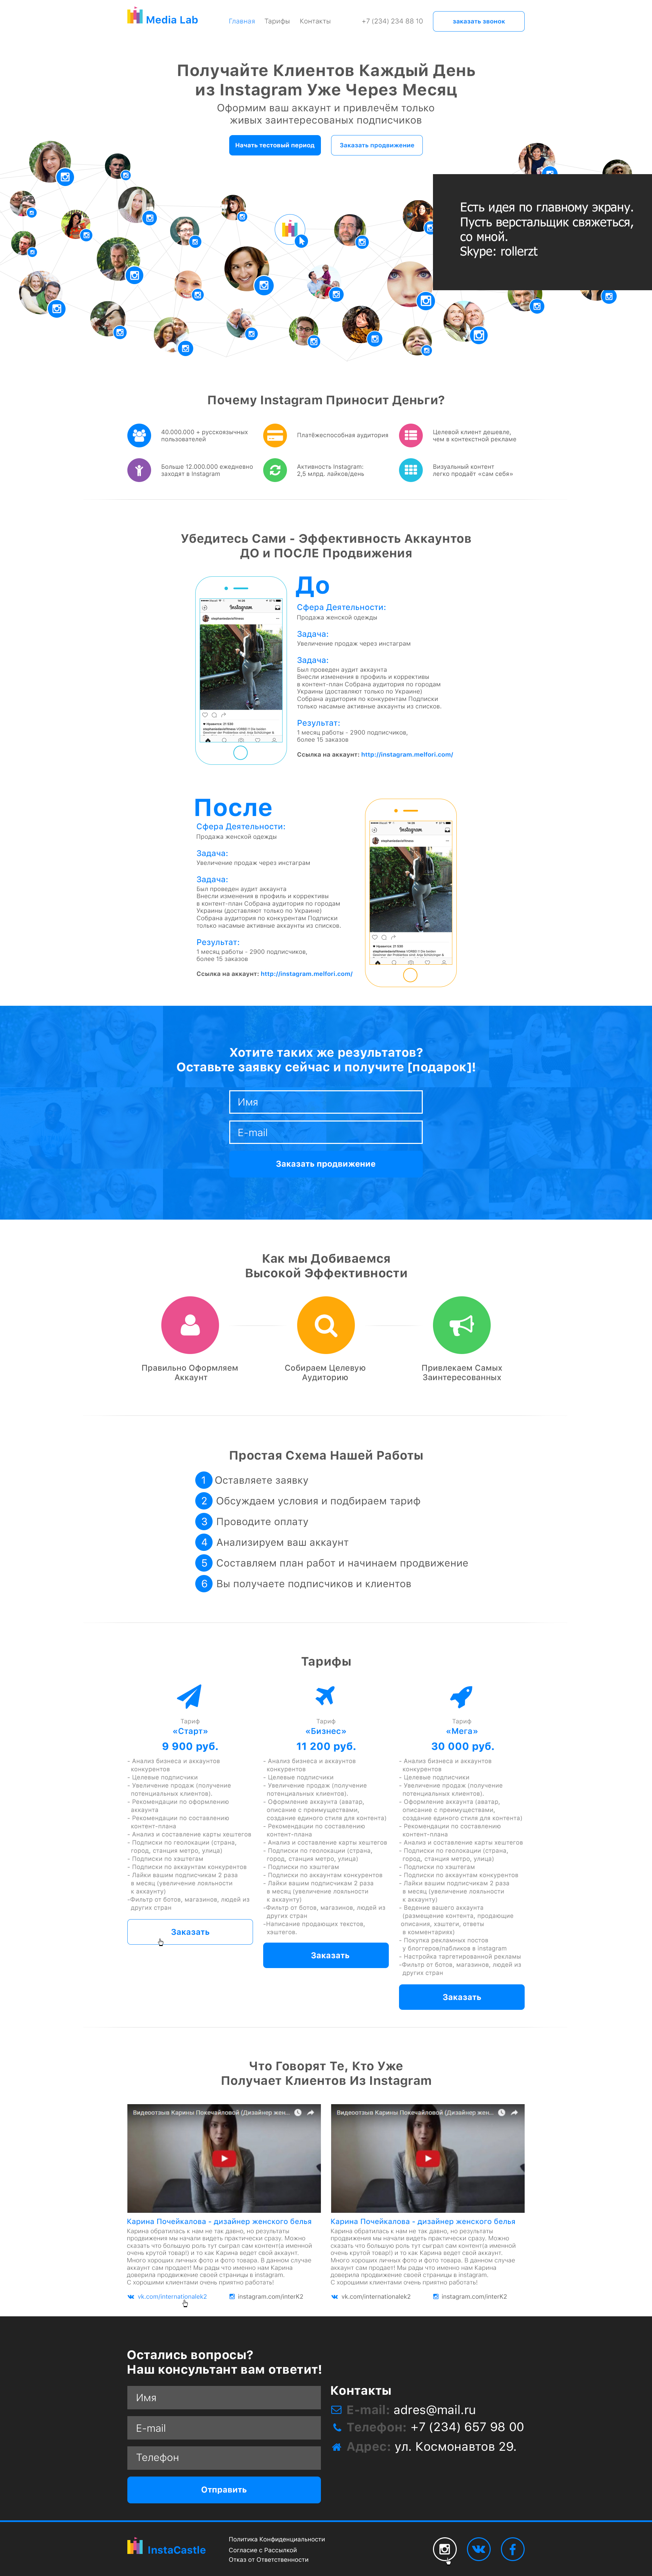 Media Lab
Главная Тарифы Контакты
+7 (234) 234 88 10
заказать звонок
Получайте Клиентов Каждый День
из Instagram Уже Через Месяц
Оформим ваш аккаунт и привлечём только
живых заинтересованых подписчиков
Начать тестовый период
Заказать продвижение
Есть идея по главному экрану.
Пусть верстальщик свяжеться,
со мной.
Skype: rollerzt
Почему Instagram Приносит Деньги?
40.000.000 + русскоязычных
пользователей
Платёжеспособная аудитория
Целевой клиент дешевле,
чем в контекстной рекламе
Больше 12.000.000 ежедневно
заходят в Instagram
Активность Instagram:
2,5 млрд. лайков/день
Визуальный контент
легко продаёт «сам себя»
Убедитесь Сами - Эффективность Аккаунтов
ДО и ПОСЛЕ Продвижения
Instagram
До
Сфера Деятельности:
Продажа женской одежды
Задача:
Увеличение продаж через инстаграм
Задача:
Был проведен аудит аккаунта
Внесли изменения в профиль и коррективы
в контент-план Собрана аудитория по городам
Украины (доставляют только по Украине)
Собрана аудитория по конкурентам Подписки
только насамые активные аккаунты из списков.
Результат:
1 месяц работы - 2900 подписчиков,
более 15 заказов
Ссылка на аккаунт: http://instagram.melfori.com/
После
Сфера Деятельности:
Продажа женской одежды
Задача:
Увеличение продаж через инстаграм
Задача:
Был проведен аудит аккаунта
Внесли изменения в профиль и коррективы
в контент-план Собрана аудитория по городам
Украины (доставляют только по Украине)
Собрана аудитория по конкурентам Подписки
только насамые активные аккаунты из списков.
Результат:
1 месяц работы - 2900 подписчиков,
более 15 заказов
Ссылка на аккаунт: http://instagram.melfori.com/
Instagram
Хотите таких же результатов?
Оставьте заявку сейчас и получите [подарок]!
Имя
E-mail
Заказать продвижение
Как мы Добиваемся
Высокой Эффективности
Правильно Оформляем
Аккаунт
Собираем Целевую
Аудиторию
Привлекаем Самых
Заинтересованных
Простая Схема Нашей Работы
1 Оставляете заявку
2 Обсуждаем условия и подбираем тариф
3 Проводите оплату
4 Анализируем ваш аккаунт
5 Составляем план работ и начинаем продвижение
6 Вы получаете подписчиков и клиентов
Тарифы
Тариф
«Старт»
9 900 руб.
- Анализ бизнеса и аккаунтов
конкурентов
- Целевые подписчики
- Увеличение продаж (получение
потенциальных клиентов).
- Рекомендации по оформлению
аккаунта
- Рекомендации по составлению
контент-плана
- Анализ и составление карты хештегов
- Подписки по геолокации (страна,
город, станция метро, улица)
- Подписки по хэштегам
- Подписки по аккаунтам конкурентов
- Лайки вашим подписчикам 2 раза
в месяц (увеличение лояльности
к аккаунту)
-Фильтр от ботов, магазинов, людей из
других стран
Заказать
Тариф
«Бизнес»
11 200 руб.
- Анализ бизнеса и аккаунтов
конкурентов
- Целевые подписчики
- Увеличение продаж (получение
потенциальных клиентов).
- Оформление аккаунта (аватар,
описание с преимуществами,
создание единого стиля для контента)
- Рекомендации по составлению
контент-плана
- Анализ и составление карты хештегов
- Подписки по геолокации (страна,
город, станция метро, улица)
- Подписки по хэштегам
- Подписки по аккаунтам конкурентов
- Лайки вашим подписчикам 2 раза
в месяц (увеличение лояльности
к аккаунту)
-Фильтр от ботов, магазинов, людей из
других стран
-Написание продающих текстов,
хэштегов.
Заказать
Тариф
«Мега»
30 000 руб.
- Анализ бизнеса и аккаунтов
конкурентов
- Целевые подписчики
- Увеличение продаж (получение
потенциальных клиентов).
- Оформление аккаунта (аватар,
описание с преимуществами,
создание единого стиля для контента)
- Рекомендации по составлению
контент-плана
- Анализ и составление карты хештегов
- Подписки по геолокации (страна,
город, станция метро, улица)
- Подписки по хэштегам
- Подписки по аккаунтам конкурентов
- Лайки вашим подписчикам 2 раза
в месяц (увеличение лояльности
к аккаунту)
- Ведение вашего аккаунта
(размещение контента, продающие
описания, хэштеги, ответы
в комментариях)
- Покупка рекламных постов
у блогеров/пабликов в instagram
- Настройка таргетированной рекламы
-Фильтр от ботов, магазинов, людей из
других стран
Заказать
Что Говорят Те, Кто Уже
Получает Клиентов Из Instagram
Видеоотзыв Карины Покечайловой (Дизайнер жен...
Карина Почейкалова - дизайнер женского белья
Карина обратилась к нам не так давно, но результаты
продвижения мы начали видеть практически сразу. Можно
сказать что большую роль тут сыграл сам контент(а именной
очень крутой товар!) и то как Карина ведет свой аккаунт.
Много хороших личных фото и фото товара. В данном случае
аккаунт сам продает! Мы рады что именно нам Карина
доверила продвижение своей страницы в instagram.
С хорошими клиентами очень приятно работать!
vk.com/internationalek2
instagram.com/interK2
Видеоотзыв Карины Покечайловой (Дизайнер жен...
Карина Почейкалова - дизайнер женского белья
Карина обратилась к нам не так давно, но результаты
продвижения мы начали видеть практически сразу. Можно
сказать что большую роль тут сыграл сам контент(а именной
очень крутой товар!) и то как Карина ведет свой аккаунт.
Много хороших личных фото и фото товара. В данном случае
аккаунт сам продает! Мы рады что именно нам Карина
доверила продвижение своей страницы в instagram.
С хорошими клиентами очень приятно работать!
vk.com/internationalek2
instagram.com/interK2
Остались вопросы?
Наш консультант вам ответит!
Имя
E-mail
Телефон
Отправить
Контакты
E-mail: adres@mail.ru
Телефон: +7 (234) 657 98 00
Адрес: ул. Космонавтов 29.
InstaCastle
Политика Конфиденциальности
Согласие с Рассылкой
Отказ от Ответственности